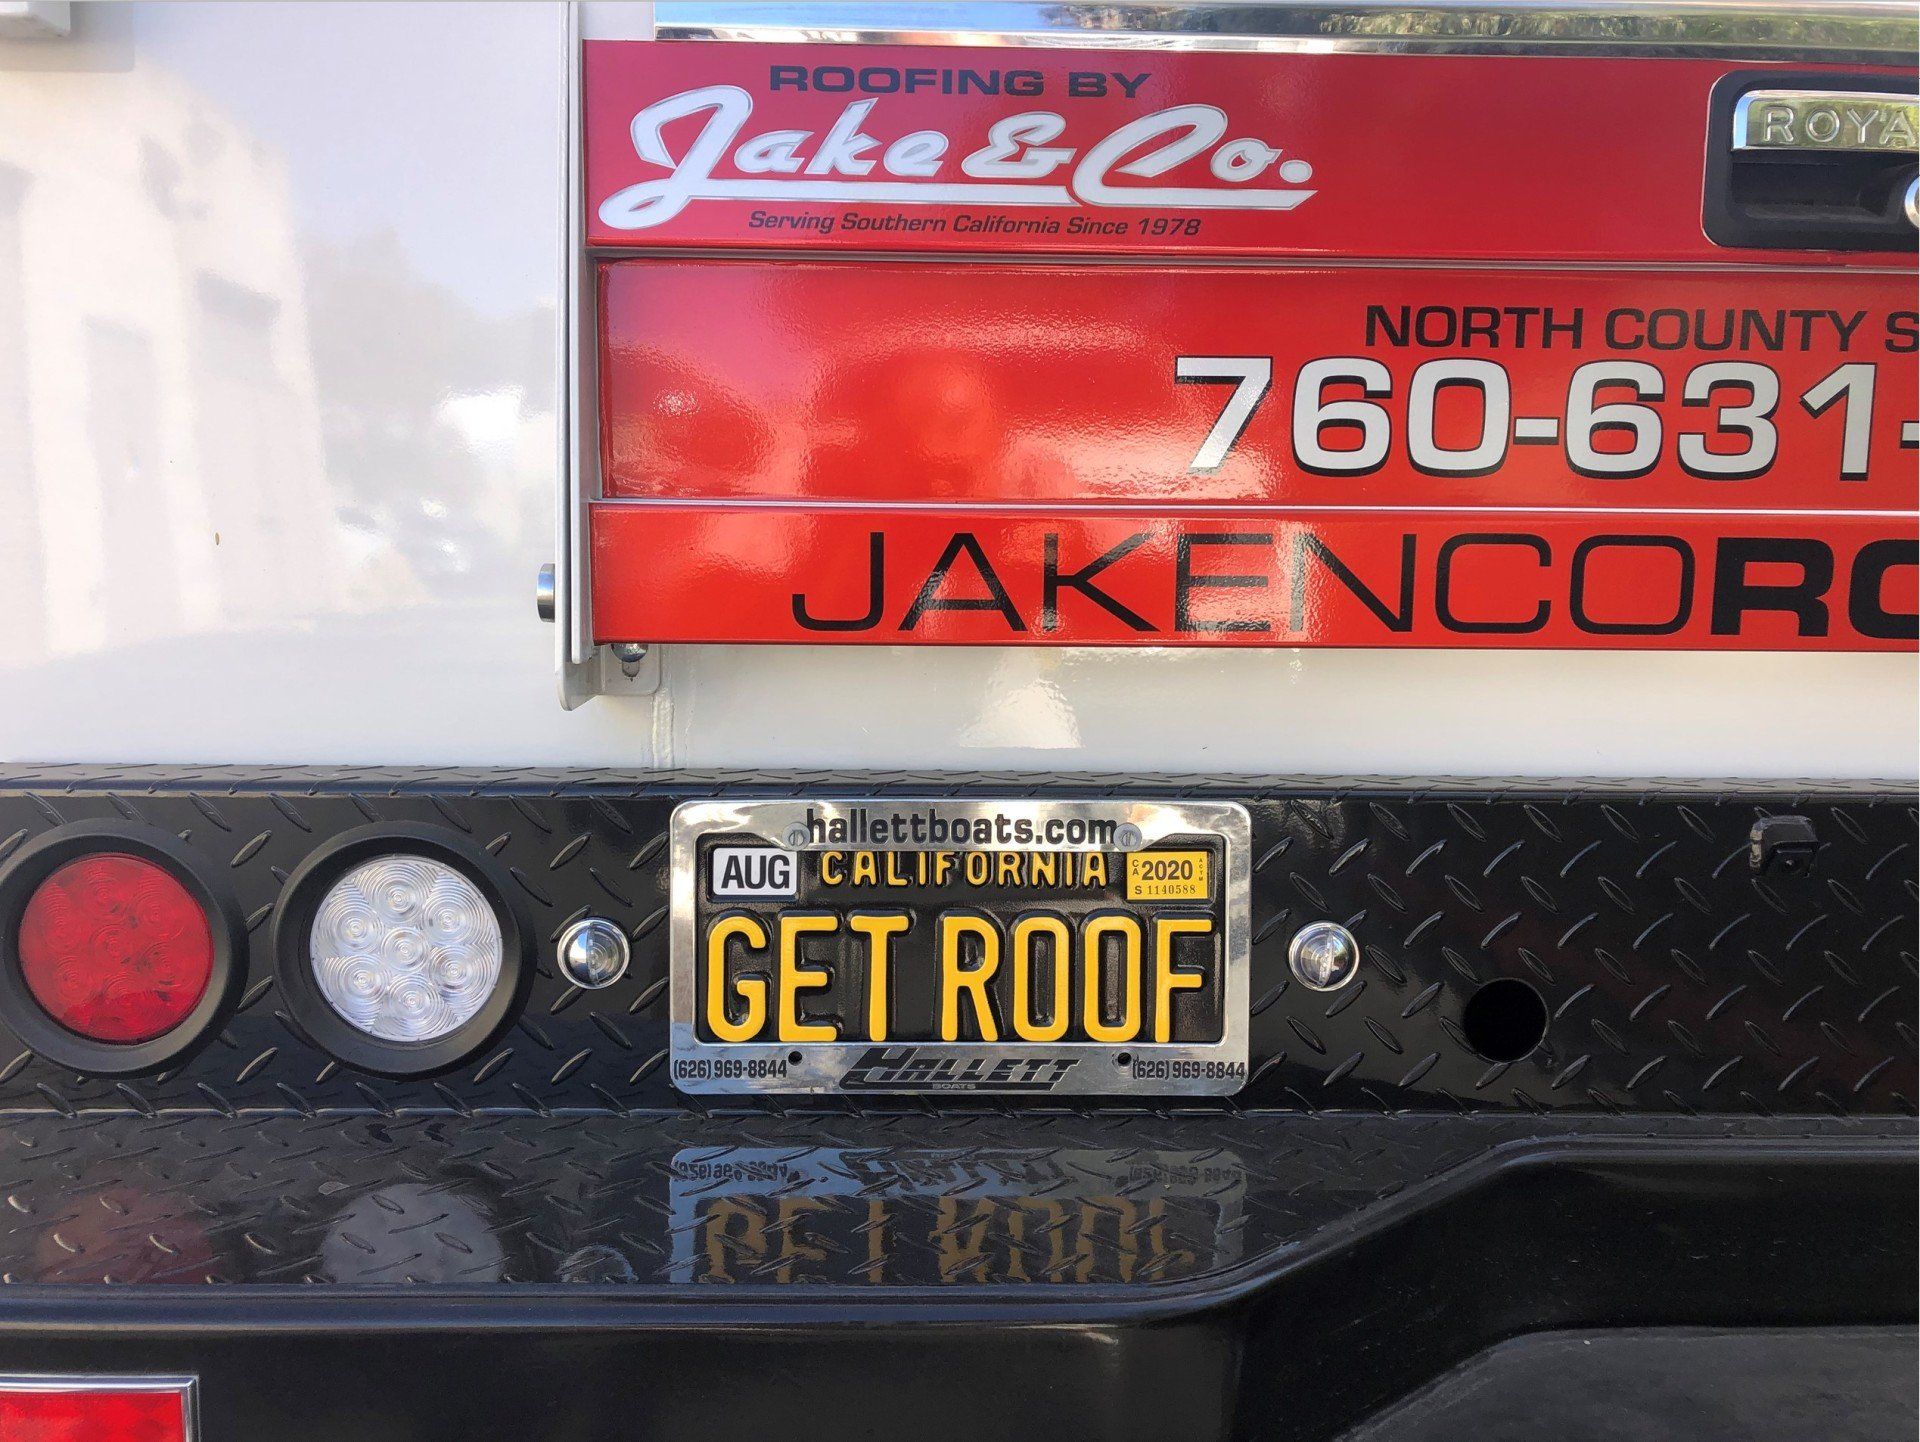 ROOFING BY
Jake & Co.
Serving Southern California Since 1978
ROYA
NORTH COUNTY S
760-631-
JAKENCORO
hallettboats.com
AUG CALIFORNIA CA 2020
S 1140588
GET ROOF
(626) 969-8844 HALLETT (626) 969-8844
BOATS